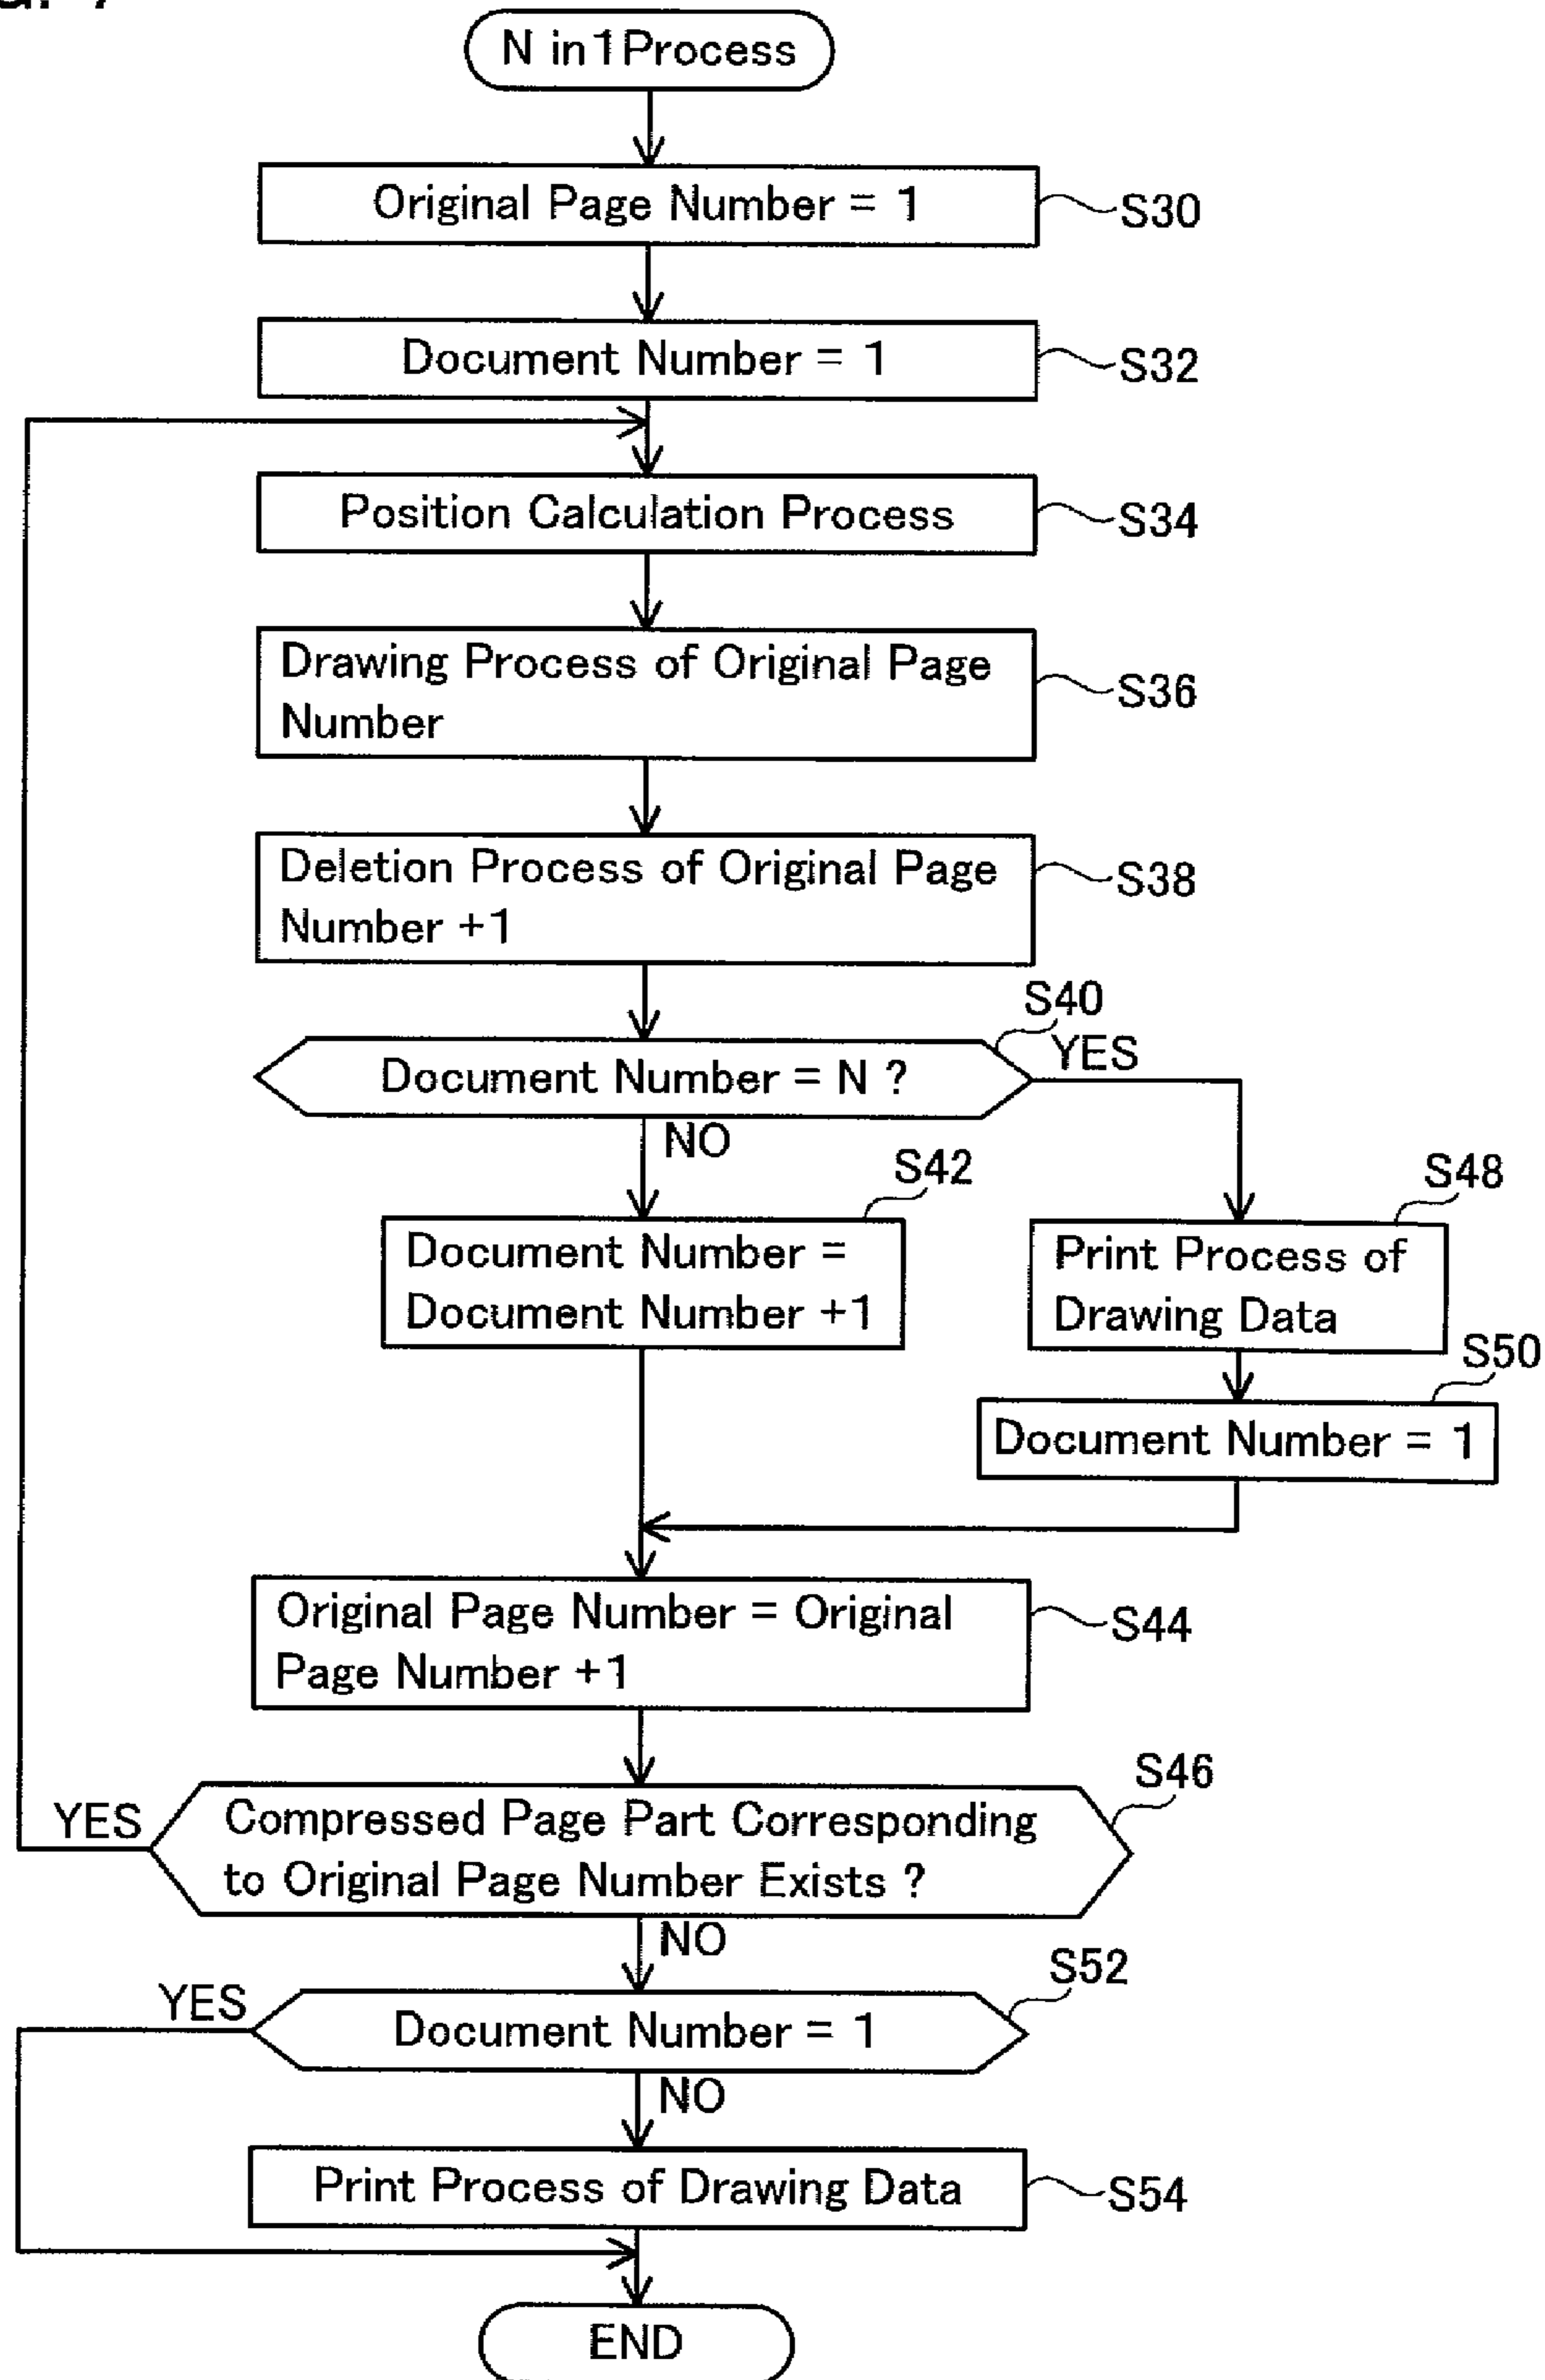 N in1Process
Original Page Number = 1
S30
Document Number = 1
S32
Position Calculation Process
S34
Drawing Process of Original Page
Number
S36
Deletion Process of Original Page
Number +1
S38
S40
Document Number = N ?
YES
NO
S42
Document Number =
Document Number +1
S48
Print Process of
Drawing Data
S50
Document Number = 1
Original Page Number = Original
Page Number +1
S44
S46
YES
Compressed Page Part Corresponding
to Original Page Number Exists ?
NO
S52
YES
Document Number = 1
NO
Print Process of Drawing Data
S54
END